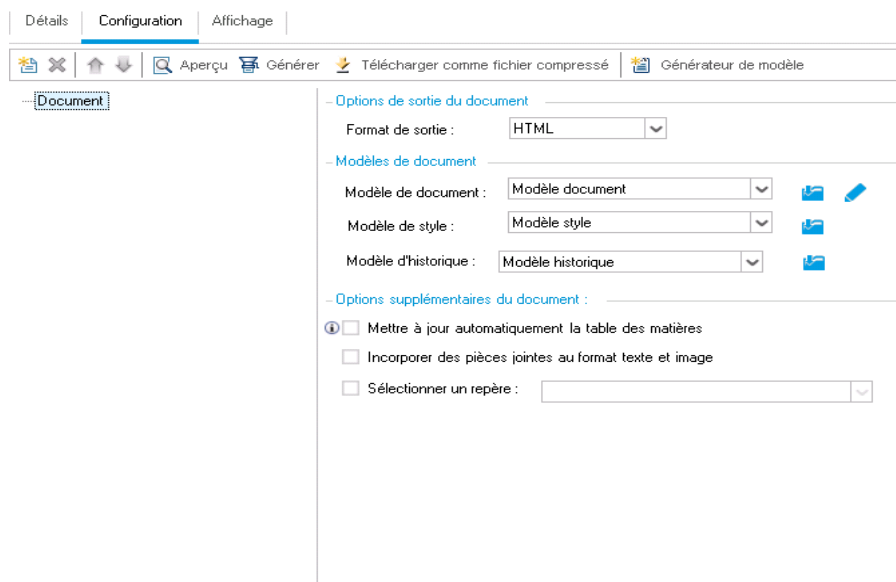 Détails Configuration Affichage
Aperçu Générer Télécharger comme fichier compressé Générateur de modèle
Document
Options de sortie du document
Format de sortie : HTML
Modèles de document
Modèle de document : Modèle document
Modèle de style : Modèle style
Modèle d'historique : Modèle historique
Options supplémentaires du document :
Mettre à jour automatiquement la table des matières
Incorporer des pièces jointes au format texte et image
Sélectionner un repère :